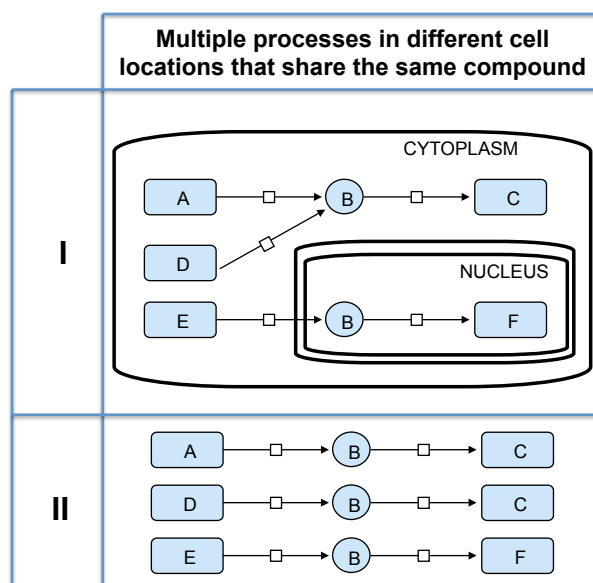 Multiple processes in different cell
locations that share the same compound
I
CYTOPLASM
A B C
D
NUCLEUS
E B F
II
A B C
D B C
E B F